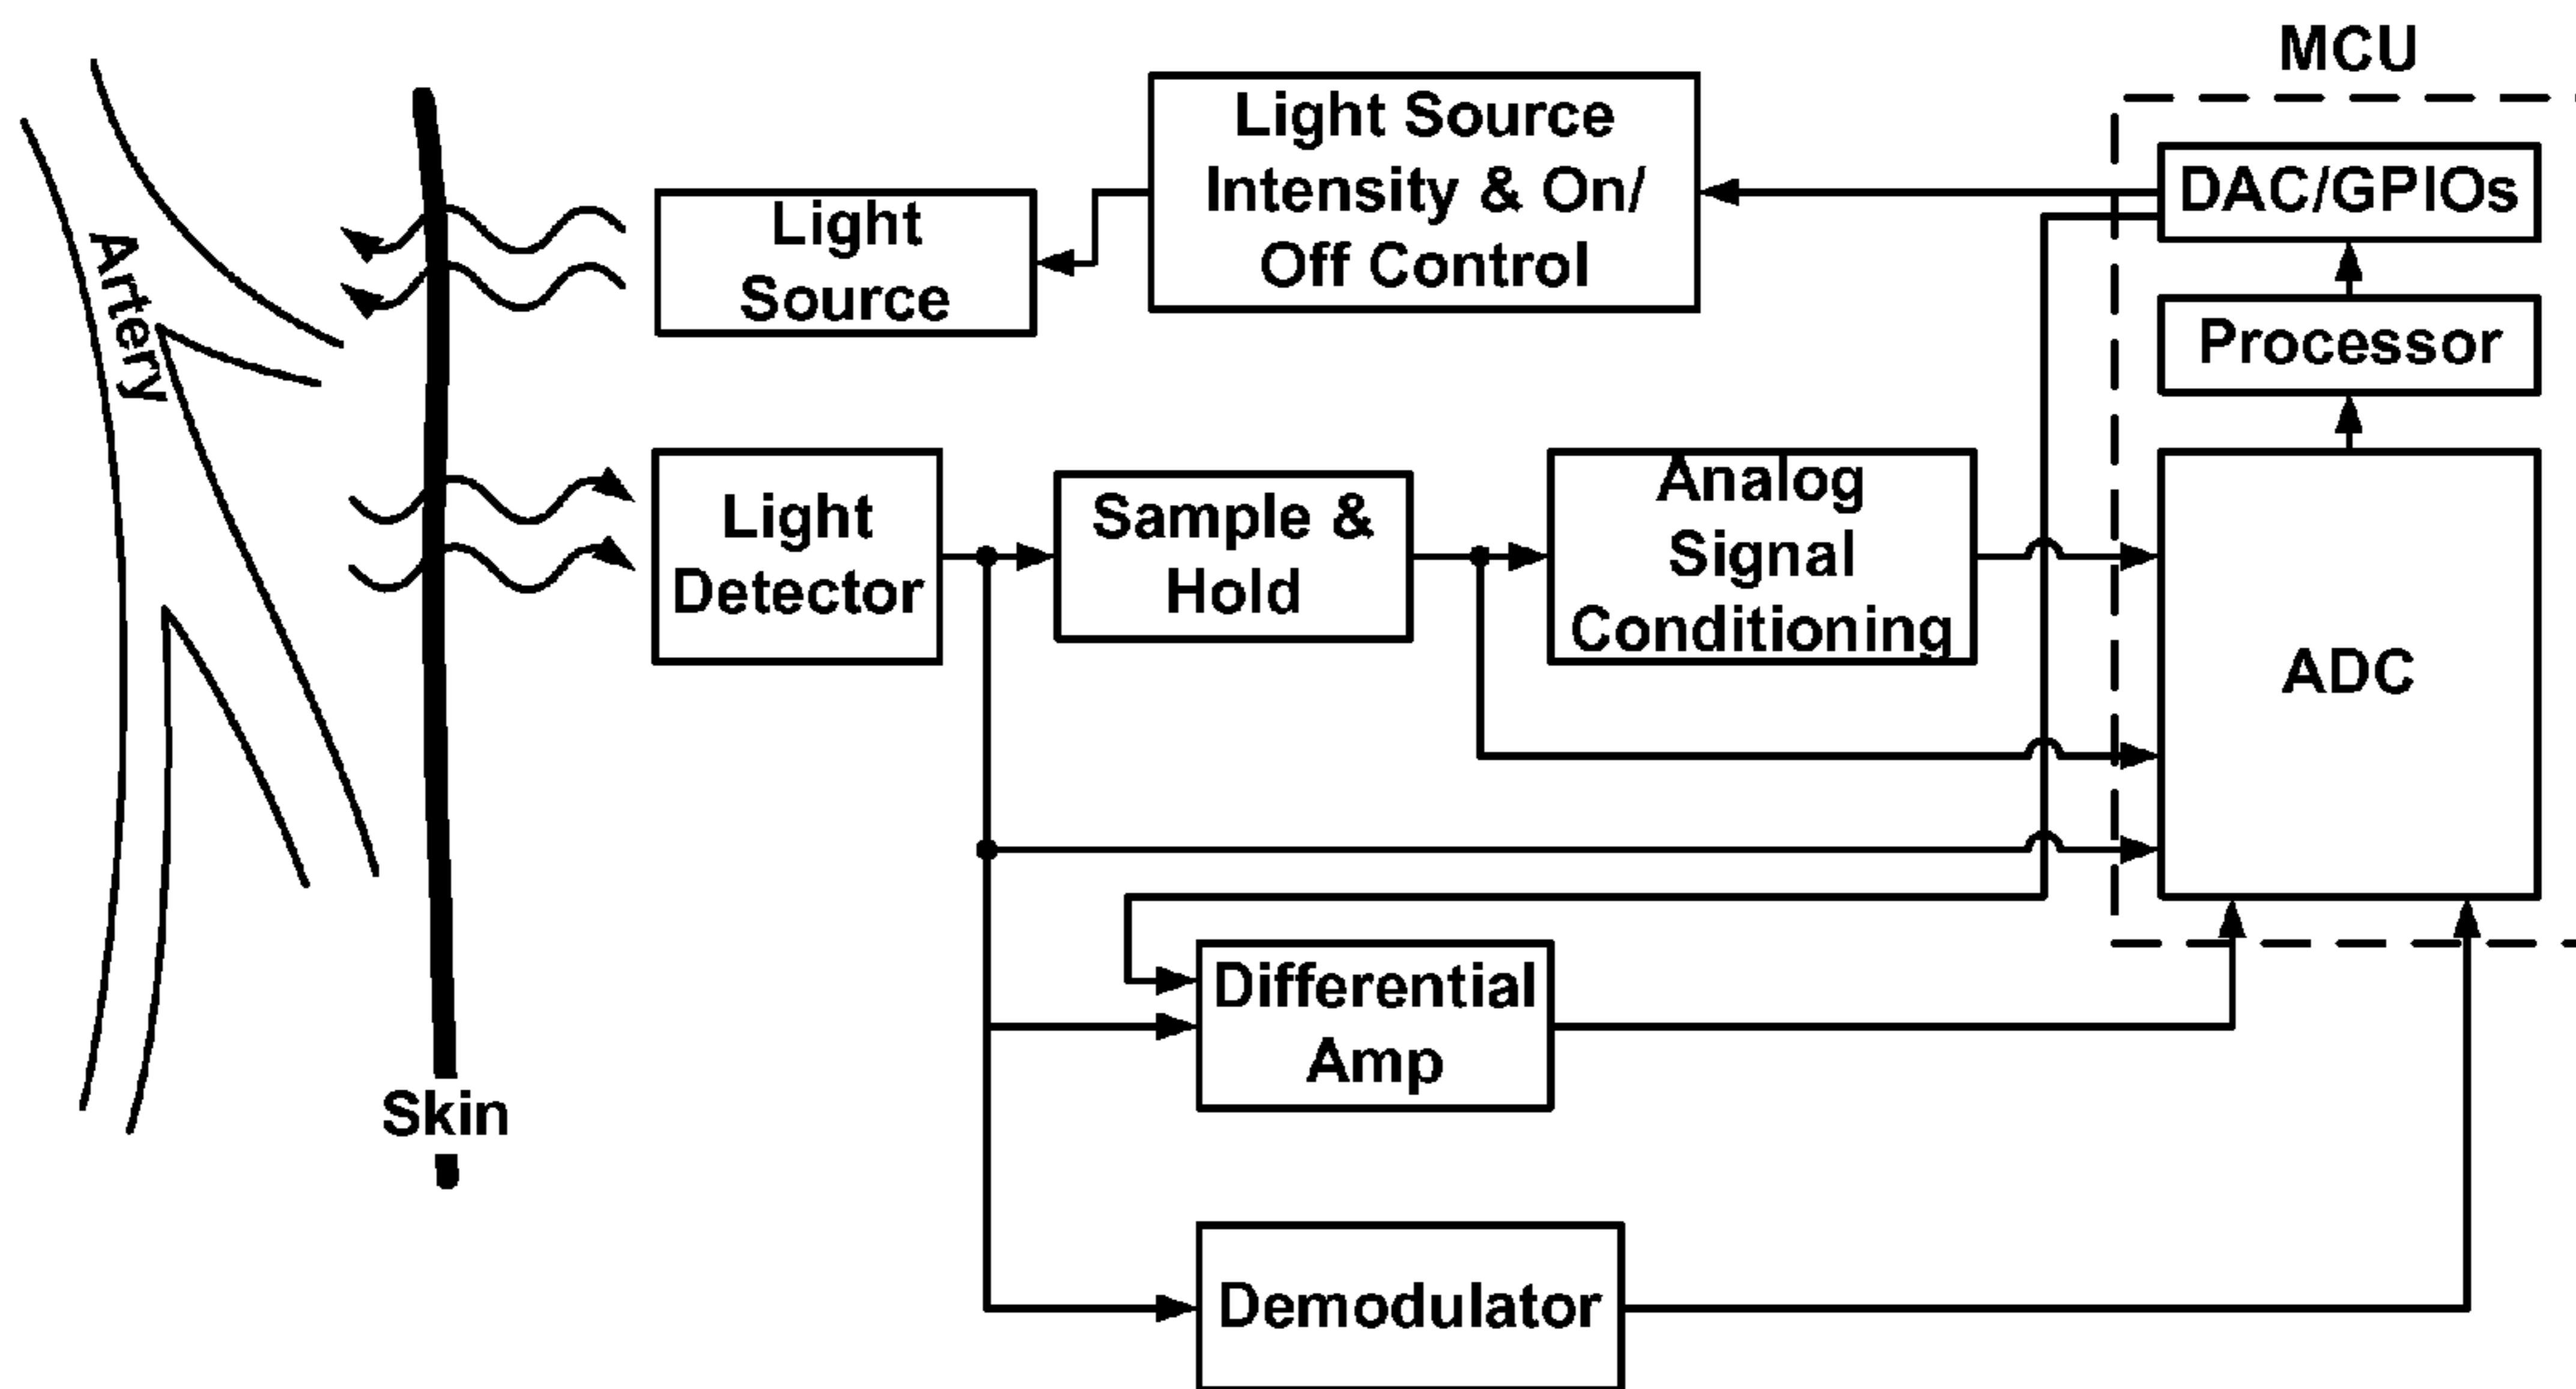 MCU
Light Source
Intensity & On/
Off Control
DAC/GPIOs
Light
Source
Artery
Processor
Light
Detector
Sample &
Hold
Analog
Signal
Conditioning
ADC
Differential
Amp
Skin
Demodulator